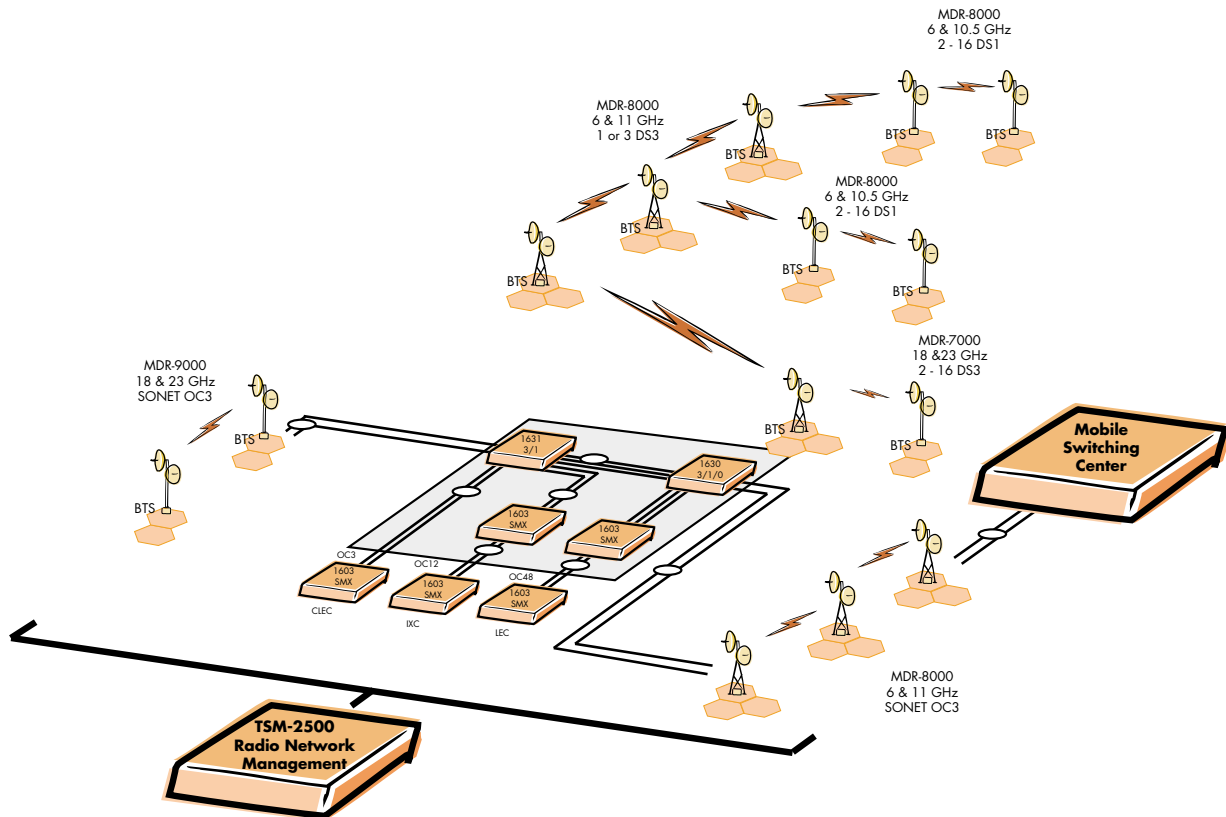 MDR-8000
6 & 10.5 GHz
2 - 16 DS1
MDR-8000
6 & 11 GHz
1 or 3 DS3
BTS
BTS
BTS
BTS
MDR-8000
6 & 10.5 GHz
2 - 16 DS1
BTS
BTS
BTS
MDR-9000
18 & 23 GHz
SONET OC3
MDR-7000
18 &23 GHz
2 - 16 DS3
BTS
BTS
BTS
BTS
1631
3/1
1630
3/1/0
Mobile
Switching
Center
1603
SMX
1603
SMX
OC3
OC12
OC48
1603
SMX
1603
SMX
1603
SMX
CLEC
IXC
LEC
MDR-8000
6 & 11 GHz
SONET OC3
TSM-2500
Radio Network
Management